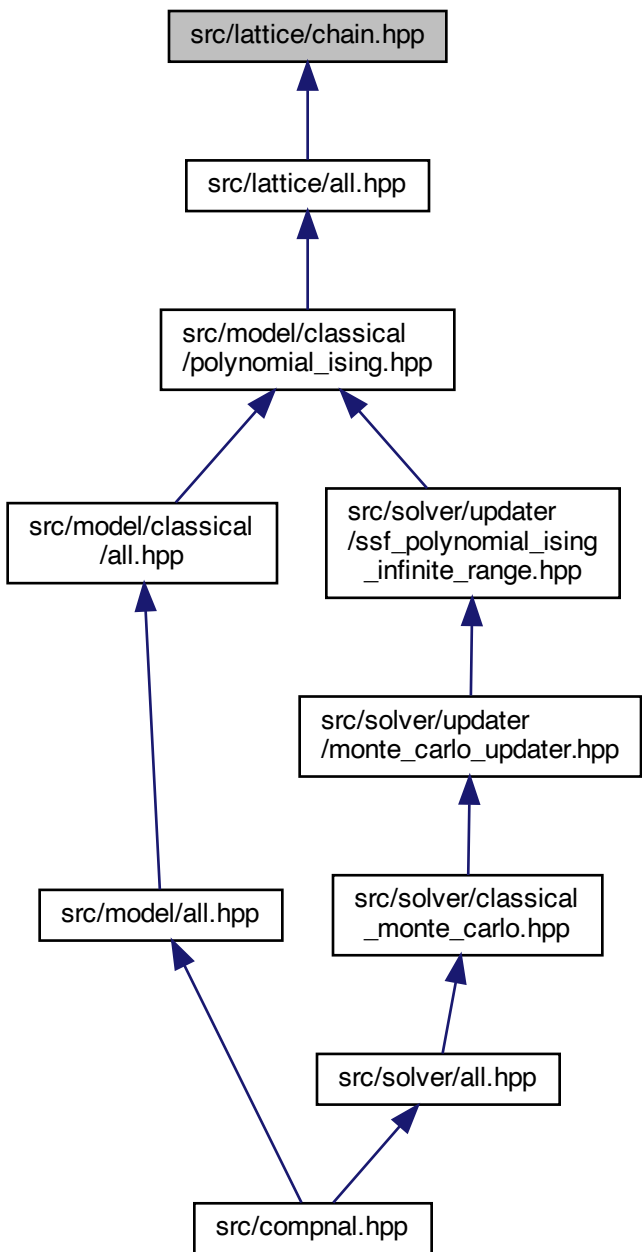 src/lattice/chain.hpp
src/lattice/all.hpp
src/model/classical
/polynomial_ising.hpp
src/model/classical
/all.hpp
src/solver/updater
/ssf_polynomial_ising
_infinite_range.hpp
src/solver/updater
/monte_carlo_updater.hpp
src/model/all.hpp
src/solver/classical
_monte_carlo.hpp
src/solver/all.hpp
src/compnal.hpp